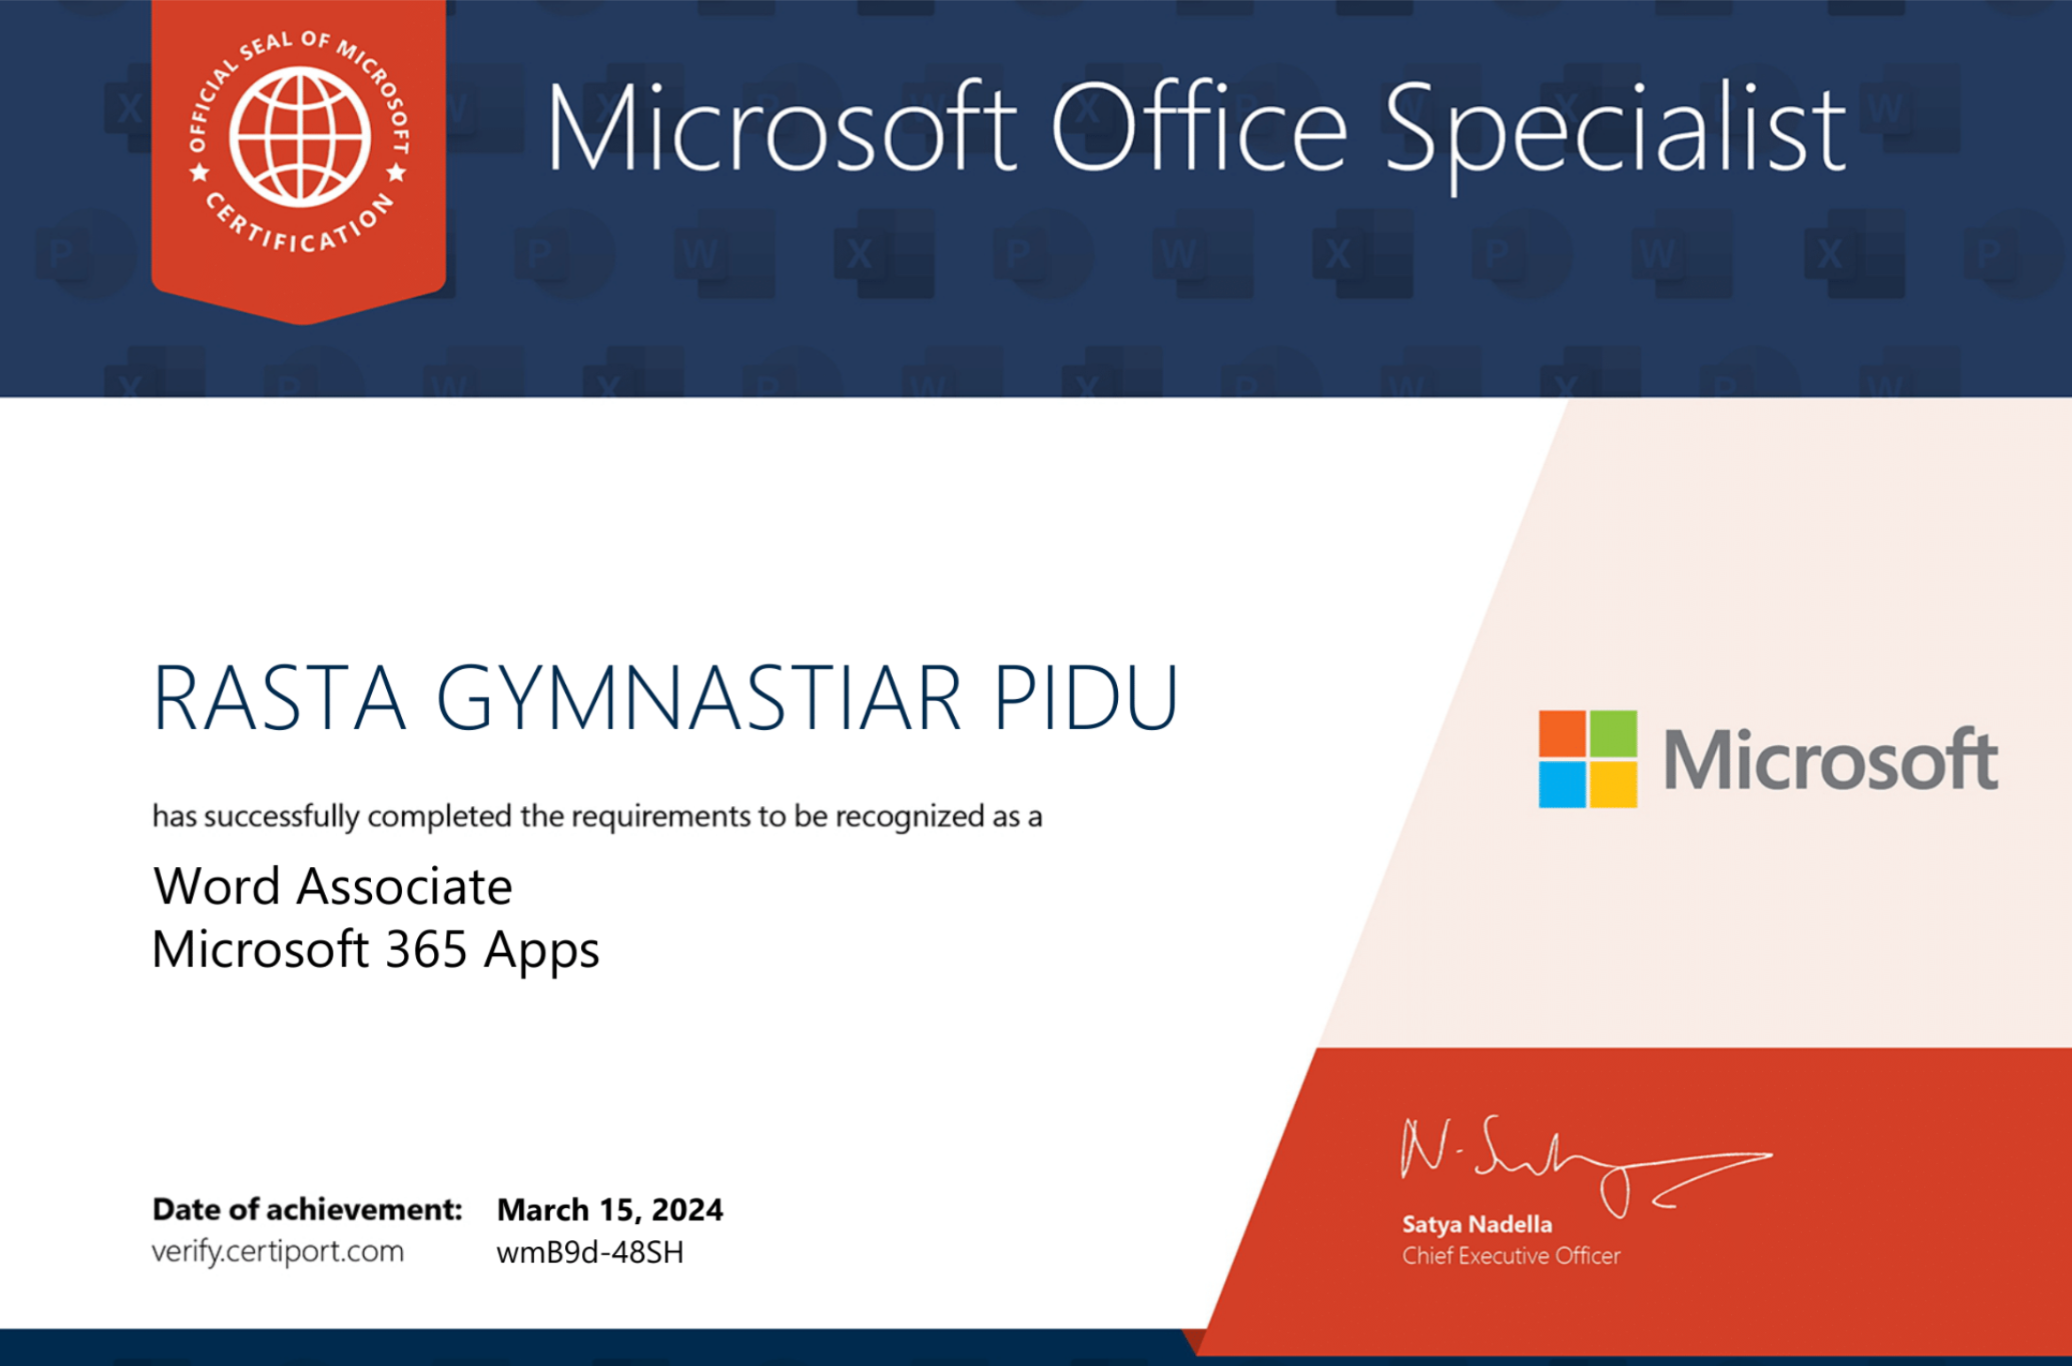 OFFICIAL SEAL OF MICROSOFT
CERTIFICATION
Microsoft Office Specialist
RASTA GYMNASTIAR PIDU
has successfully completed the requirements to be recognized as a
Word Associate
Microsoft 365 Apps
Microsoft
Date of achievement: March 15, 2024
verify.certiport.com wmB9d-48SH
N. Satya
Satya Nadella
Chief Executive Officer